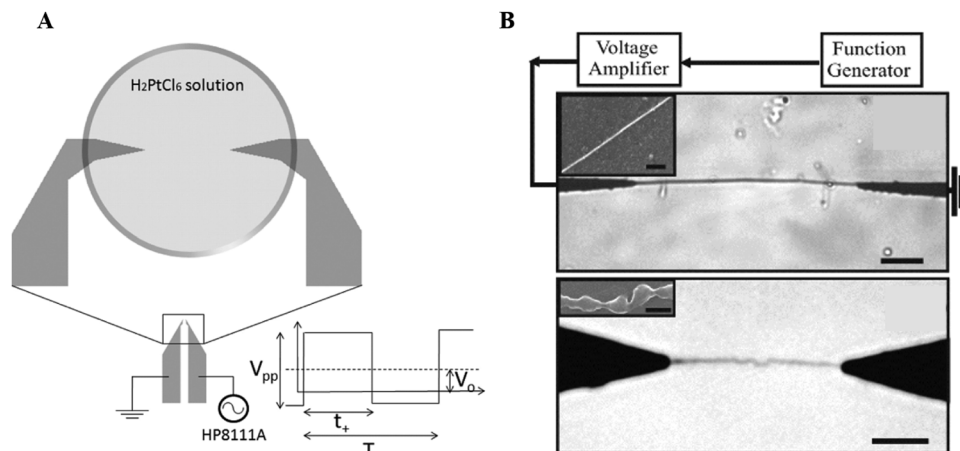 A
H₂PtCl₆ solution
Vpp
Vo
t+
T
HP8111A
B
Voltage
Amplifier
Function
Generator